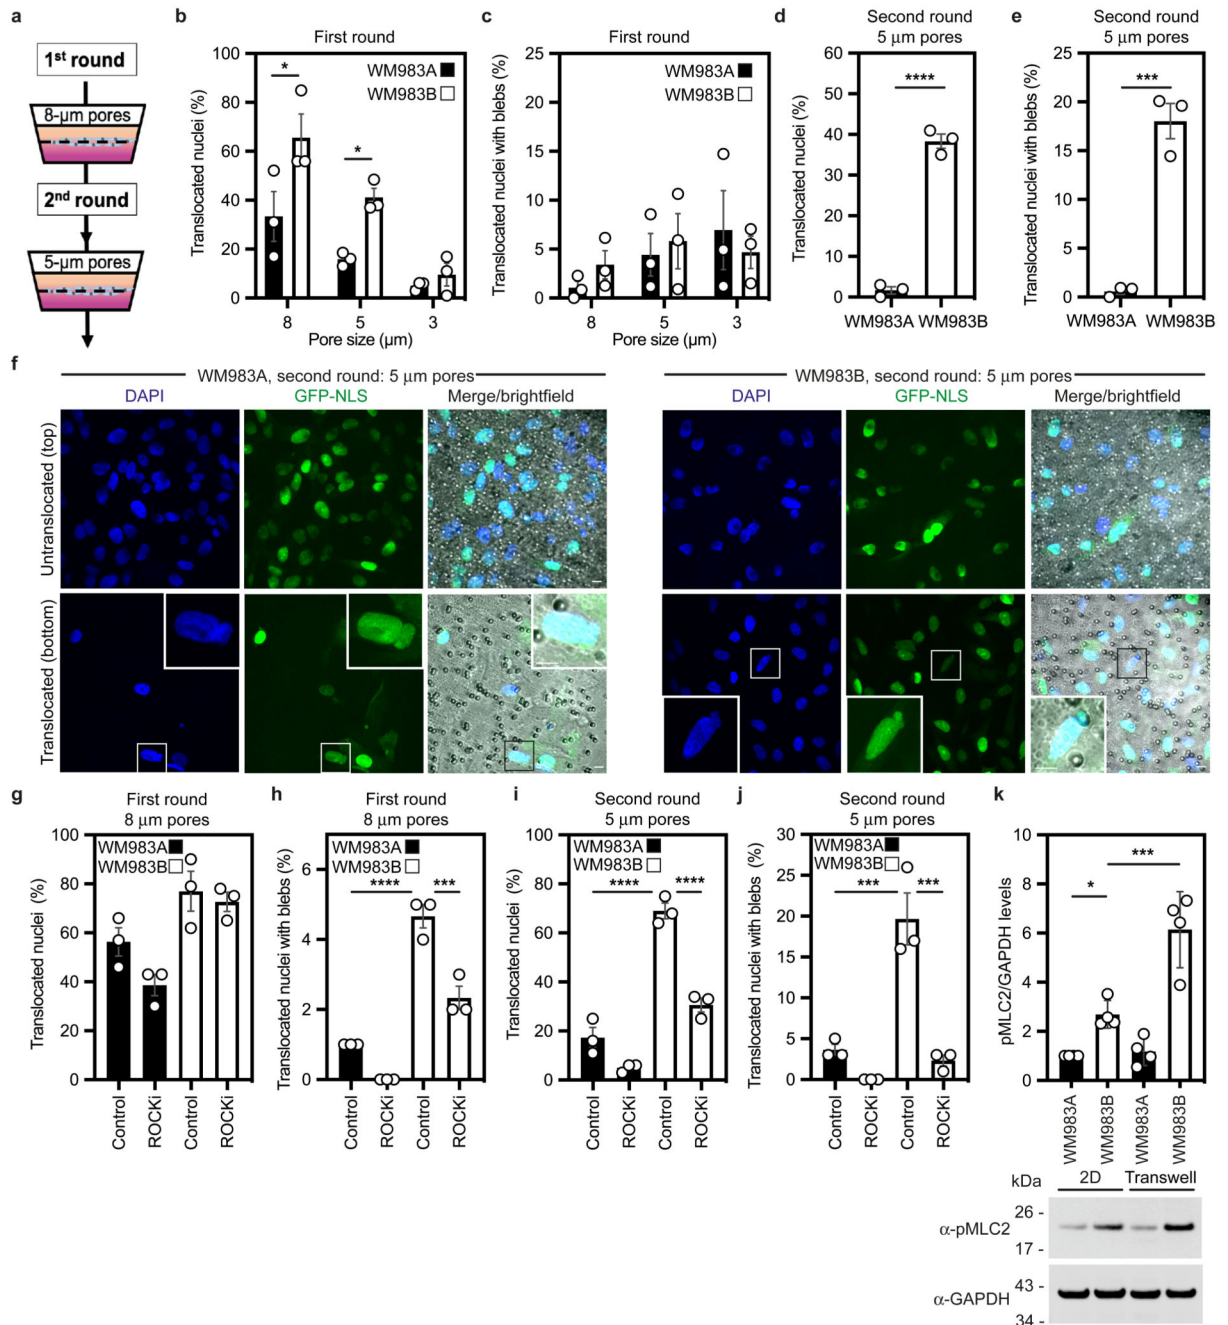 a
1st round
8-μm pores
2nd round
5-μm pores
b
First round
WM983A
WM983B
Translocated nuclei (%)
100
80
60
40
20
0
*
*
8 5 3
Pore size (μm)
c
First round
WM983A
WM983B
Translocated nuclei with blebs (%)
25
20
15
10
5
0
8 5 3
Pore size (μm)
d
Second round
5 μm pores
Translocated nuclei (%)
60
50
40
30
20
10
0
****
WM983A WM983B
e
Second round
5 μm pores
Translocated nuclei with blebs (%)
25
20
15
10
5
0
***
WM983A WM983B
f
WM983A, second round: 5 μm pores
DAPI GFP-NLS Merge/brightfield
WM983B, second round: 5 μm pores
DAPI GFP-NLS Merge/brightfield
Untranslocated (top)
Translocated (bottom)
g
First round
8 μm pores
WM983A
WM983B
Translocated nuclei (%)
100
80
60
40
20
0
Control ROCKi Control ROCKi
h
First round
8 μm pores
WM983A
WM983B
Translocated nuclei with blebs (%)
6
4
2
0
**** ***
Control ROCKi Control ROCKi
i
Second round
5 μm pores
WM983A
WM983B
Translocated nuclei (%)
100
80
60
40
20
0
**** ****
Control ROCKi Control ROCKi
j
Second round
5 μm pores
WM983A
WM983B
Translocated nuclei with blebs (%)
30
25
20
15
10
5
0
*** ***
Control ROCKi Control ROCKi
k
pMLC2/GAPDH levels
10
8
6
4
2
0
***
*
WM983A WM983B WM983A WM983B
kDa 2D Transwell
26 -
α-pMLC2
17 -
43 -
α-GAPDH
34 -